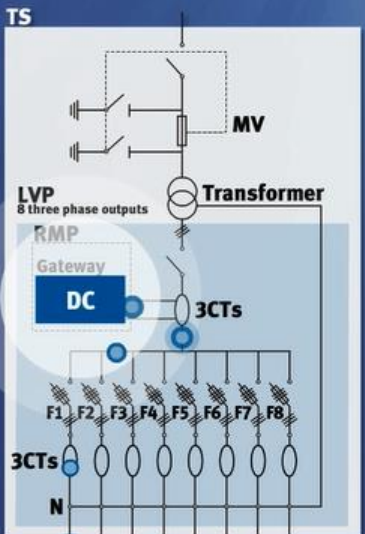 TS
MV
Transformer
LVP
8 three phase outputs
RMP
Gateway
DC
3CTs
F1 F2 F3 F4 F5 F6 F7 F8
3CTs
N